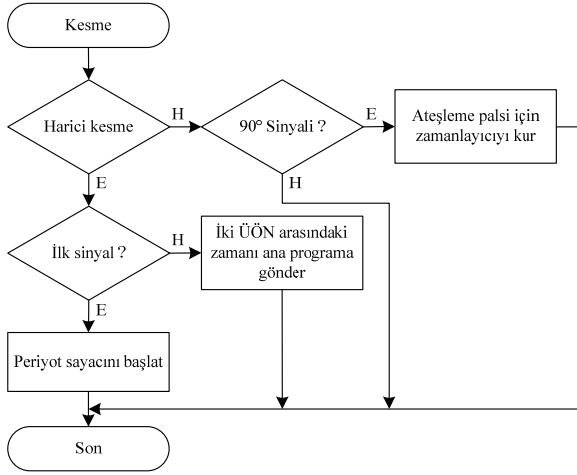 Kesme
Harici kesme
H
90° Sinyali ?
E
Ateşleme palsi için
zamanlayıcıyı kur
E
H
İlk sinyal ?
H
İki ÜÖN arasındaki
zamanı ana programa
gönder
E
Periyot sayacını başlat
Son